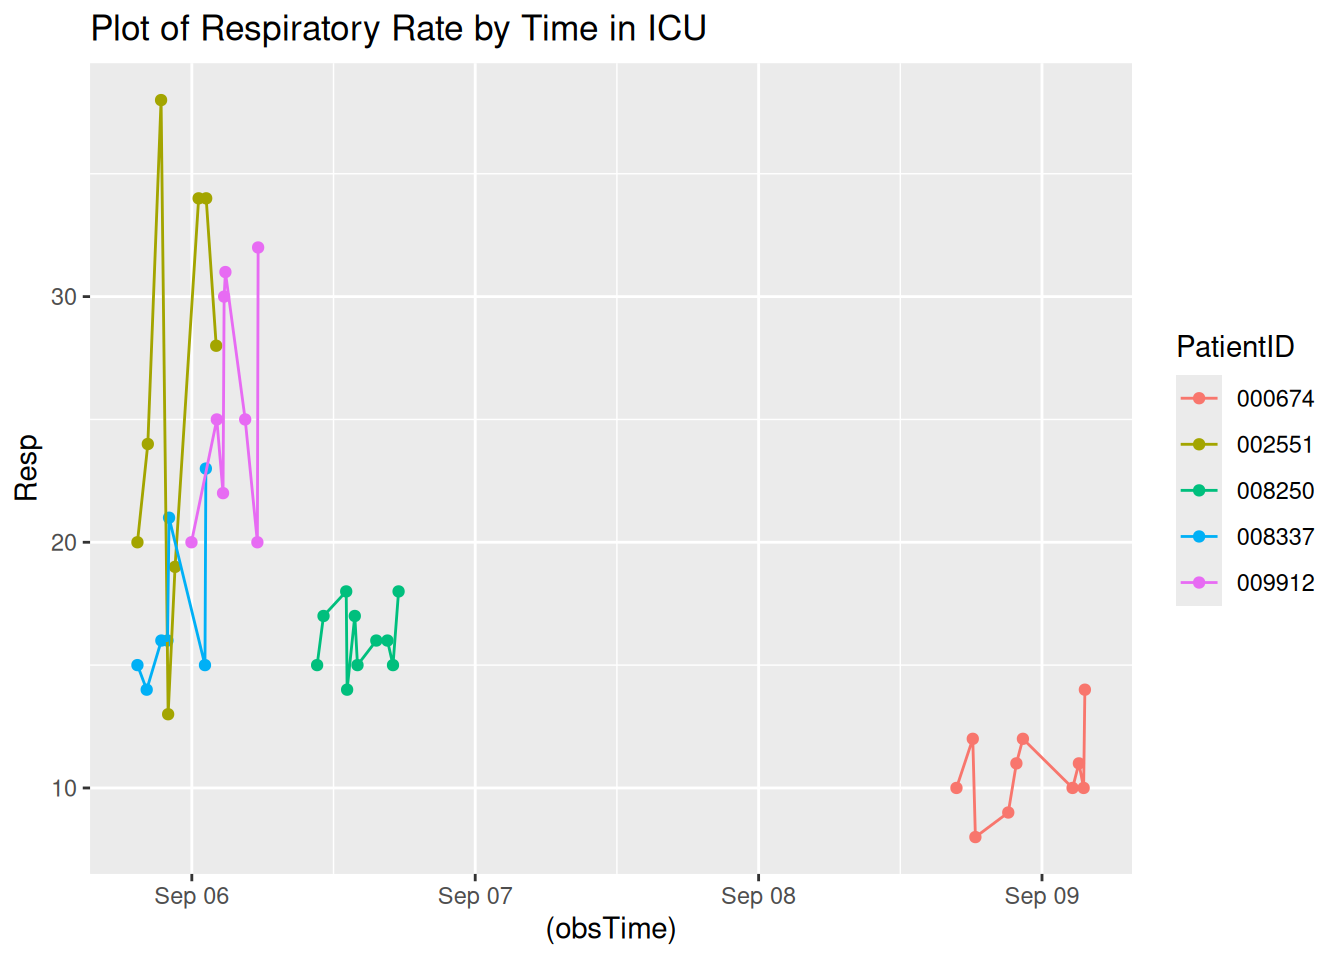 Plot of Respiratory Rate by Time in ICU
Resp
30
20
10
Sep 06 Sep 07 Sep 08 Sep 09
(obsTime)
PatientID
000674
002551
008250
008337
009912